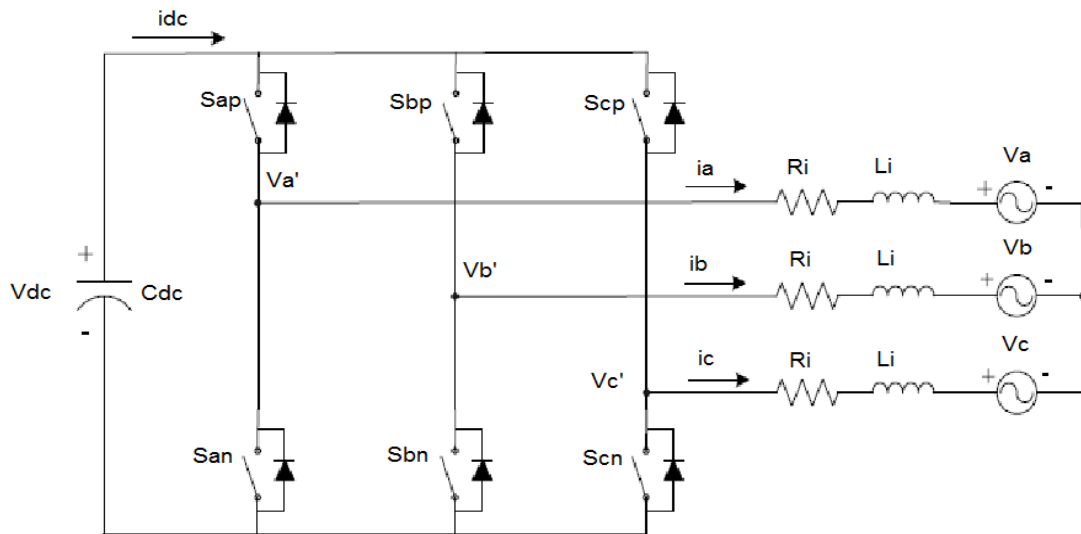 idc
Sap
Sbp
Scp
Va'
ia
Ri
Li
Va
+
-
Vb'
ib
Ri
Li
Vb
+
-
+
Vdc
Cdc
-
Vc'
ic
Ri
Li
Vc
+
-
San
Sbn
Scn